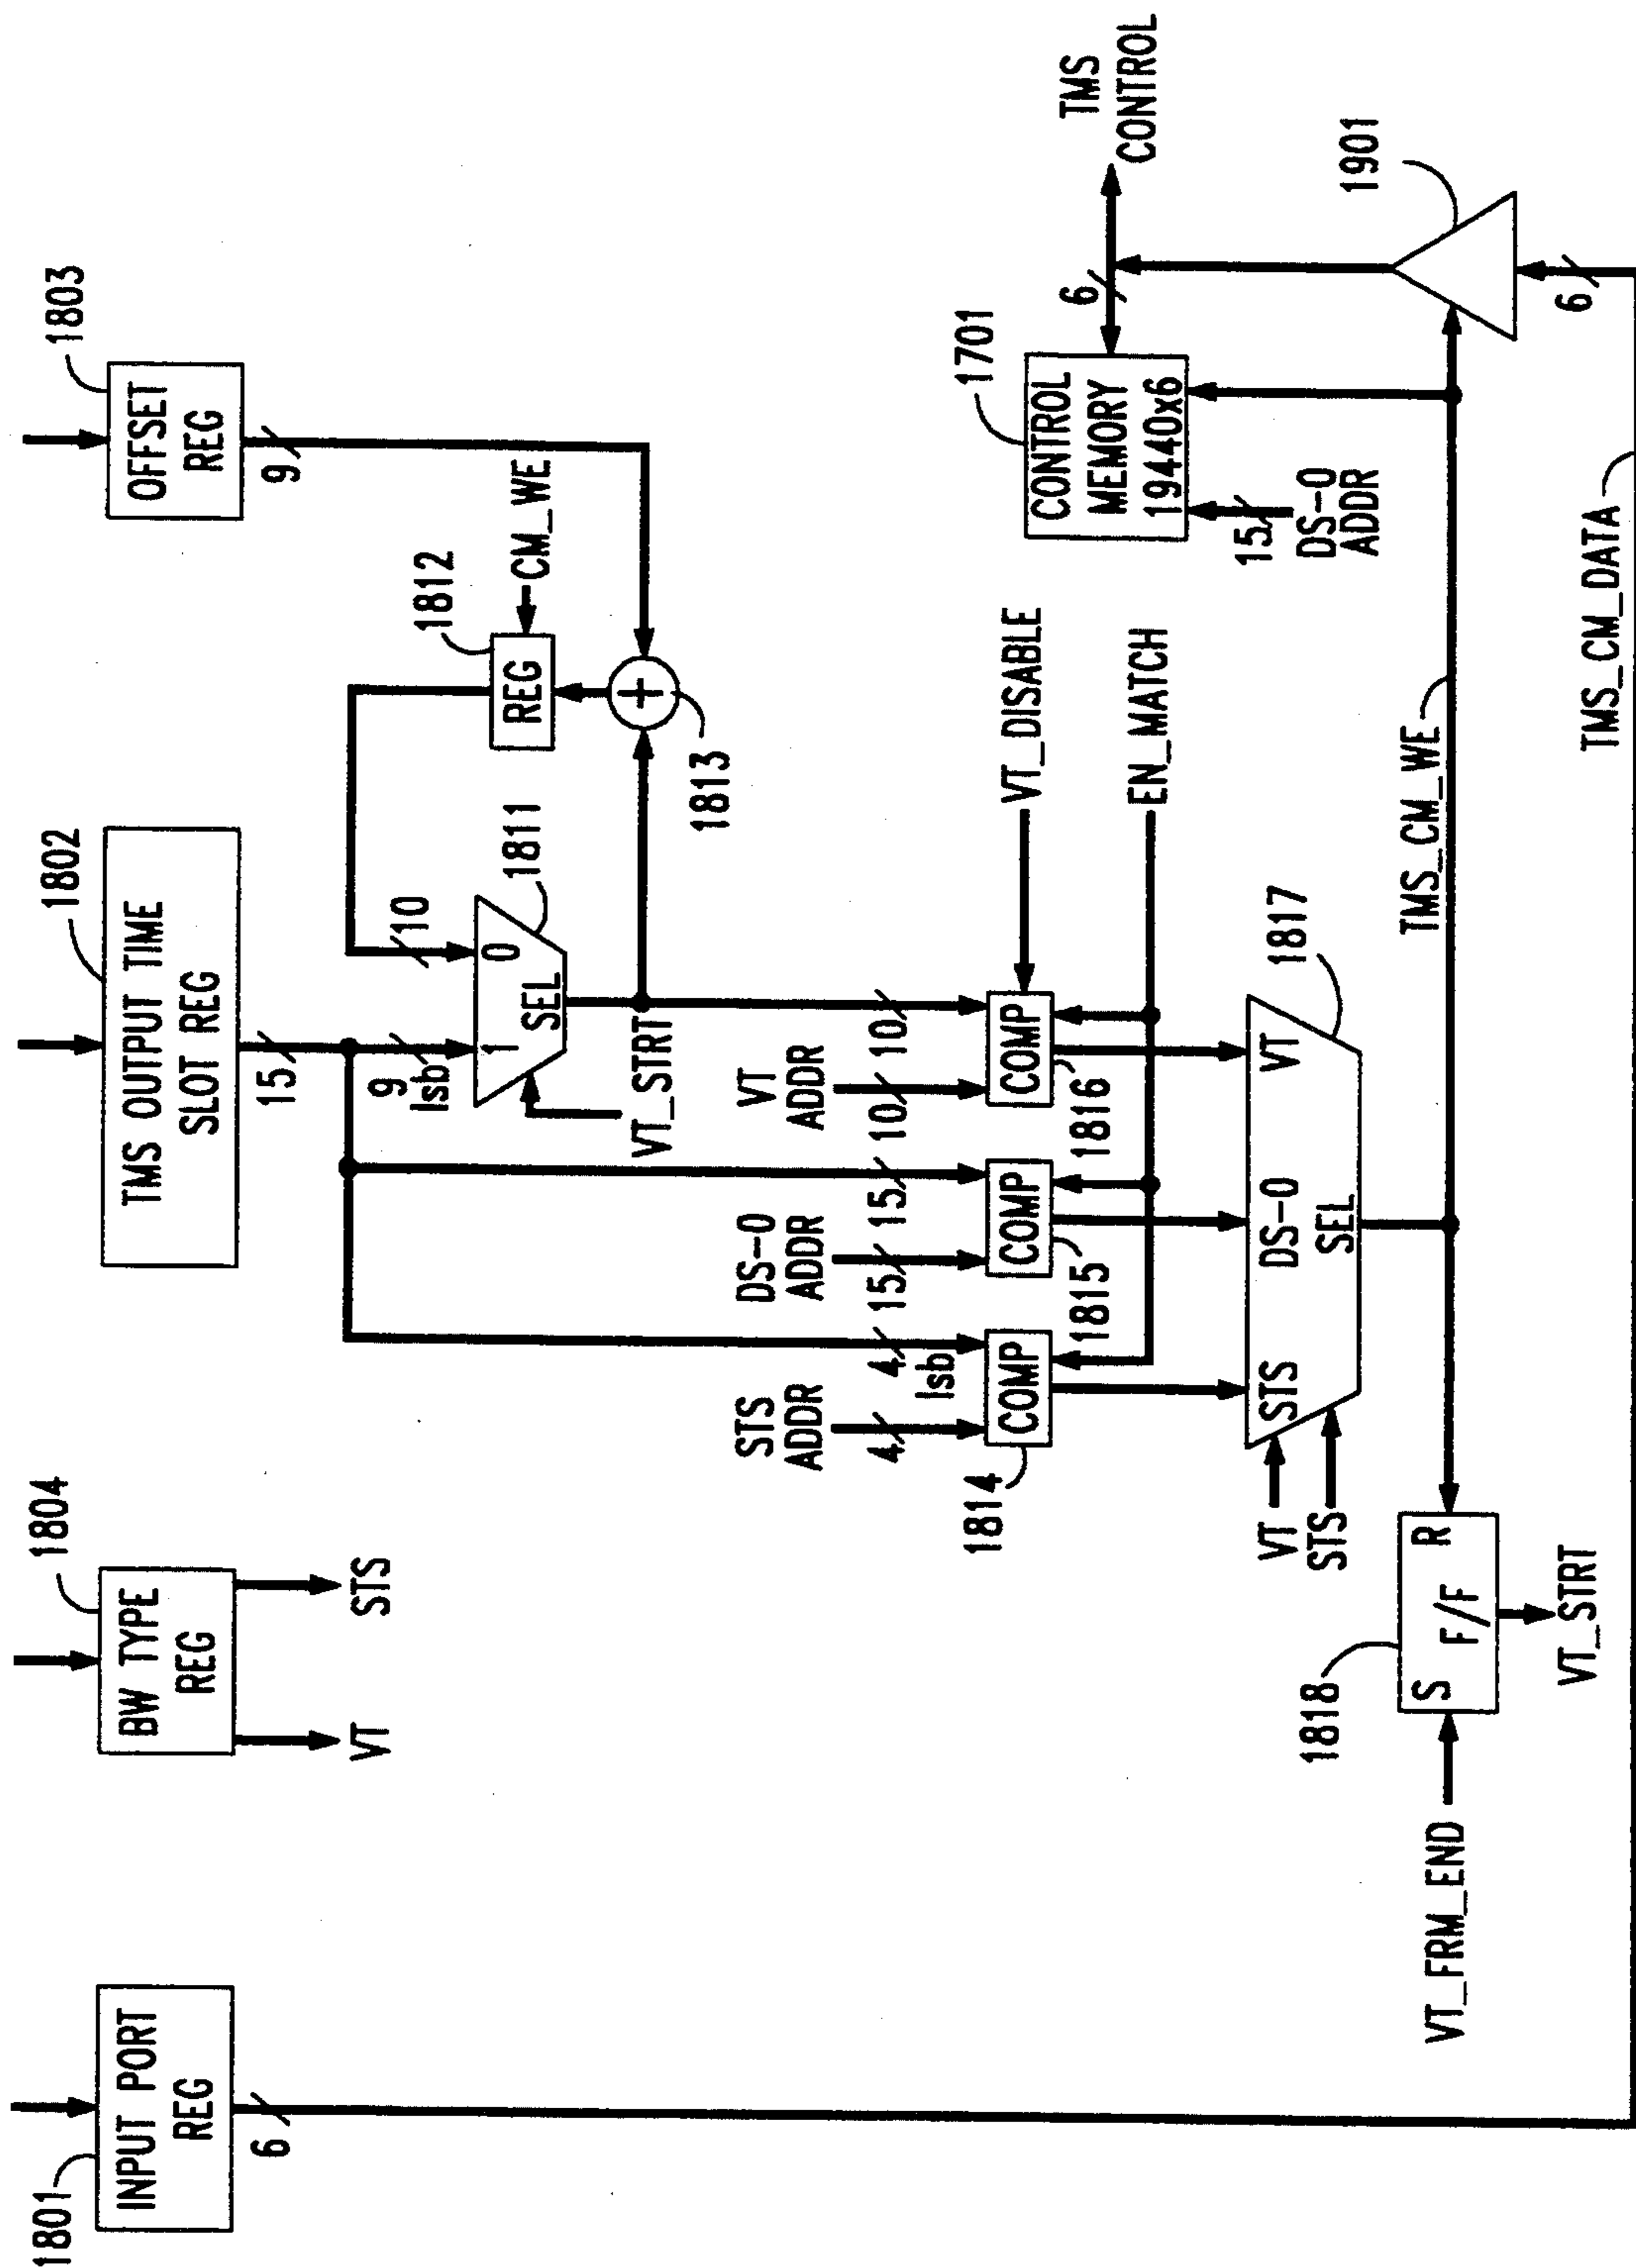 1801
INPUT PORT
REG
6
1804
BW TYPE
REG
VT
STS
1802
TMS OUTPUT TIME
SLOT REG
15
9
lsb
10
1
0
SEL
1811
VT_STRT
1803
OFFSET
REG
9
1812
REG
CM_WE
+
1813
STS
ADDR
4
4
lsb
COMP
1814
DS-0
ADDR
15
15
COMP
1815
VT
ADDR
10
10
COMP
1816
VT_DISABLE
EN_MATCH
STS
DS-0
VT
SEL
1817
VT
STS
VT_FRM_END
S
R
F/F
1818
VT_STRT
1701
CONTROL
MEMORY
19440x6
15
DS-0
ADDR
6
TMS
CONTROL
TMS_CM_WE
1901
6
TMS_CM_DATA